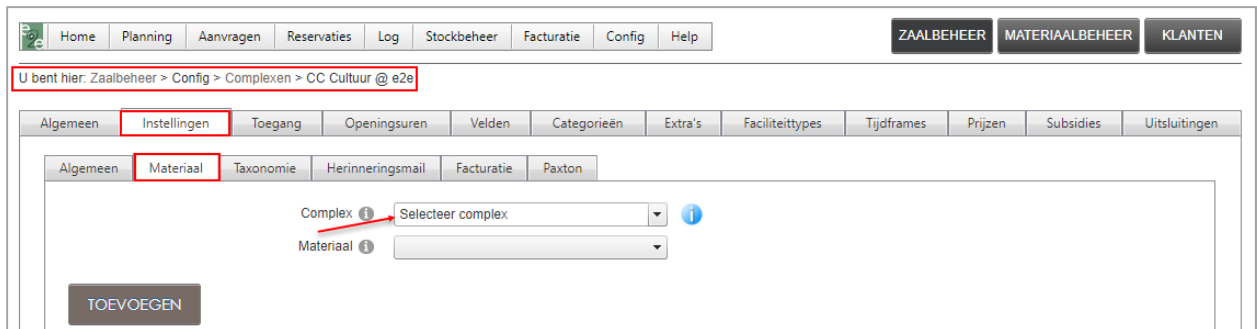 e2e Home Planning Aanvragen Reservaties Log Stockbeheer Facturatie Config Help ZAALBEHEER MATERIAALBEHEER KLANTEN
U bent hier: Zaalbeheer > Config > Complexen > CC Cultuur @ e2e
Algemeen Instellingen Toegang Openingsuren Velden Categorieën Extra's Faciliteittypes Tijdframes Prijzen Subsidies Uitsluitingen
Algemeen Materiaal Taxonomie Herinneringsmail Facturatie Paxton
Complex i Selecteer complex i
Materiaal i
TOEVOEGEN